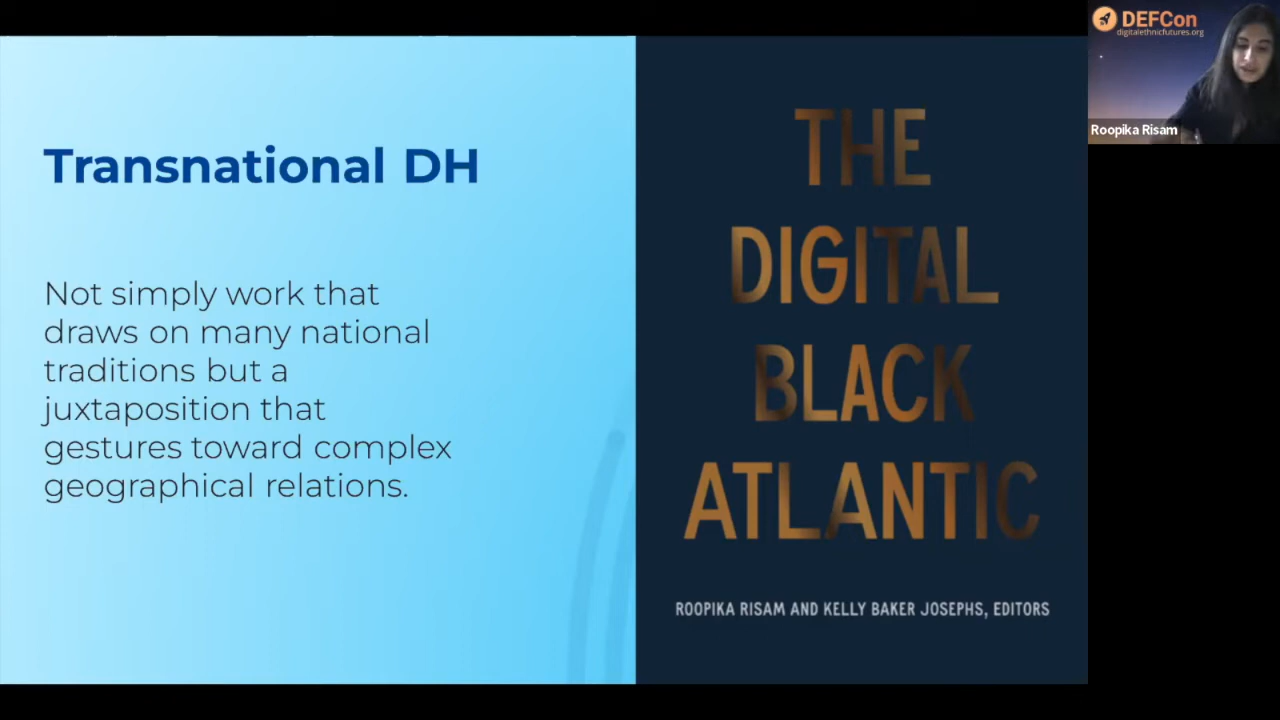 Transnational DH
Not simply work that
draws on many national
traditions but a
juxtaposition that
gestures toward complex
geographical relations.
THE
DIGITAL
BLACK
ATLANTIC
ROOPIKA RISAM AND KELLY BAKER JOSEPHS, EDITORS
DEFCon
digitalethnicfutures.org
Roopika Risam